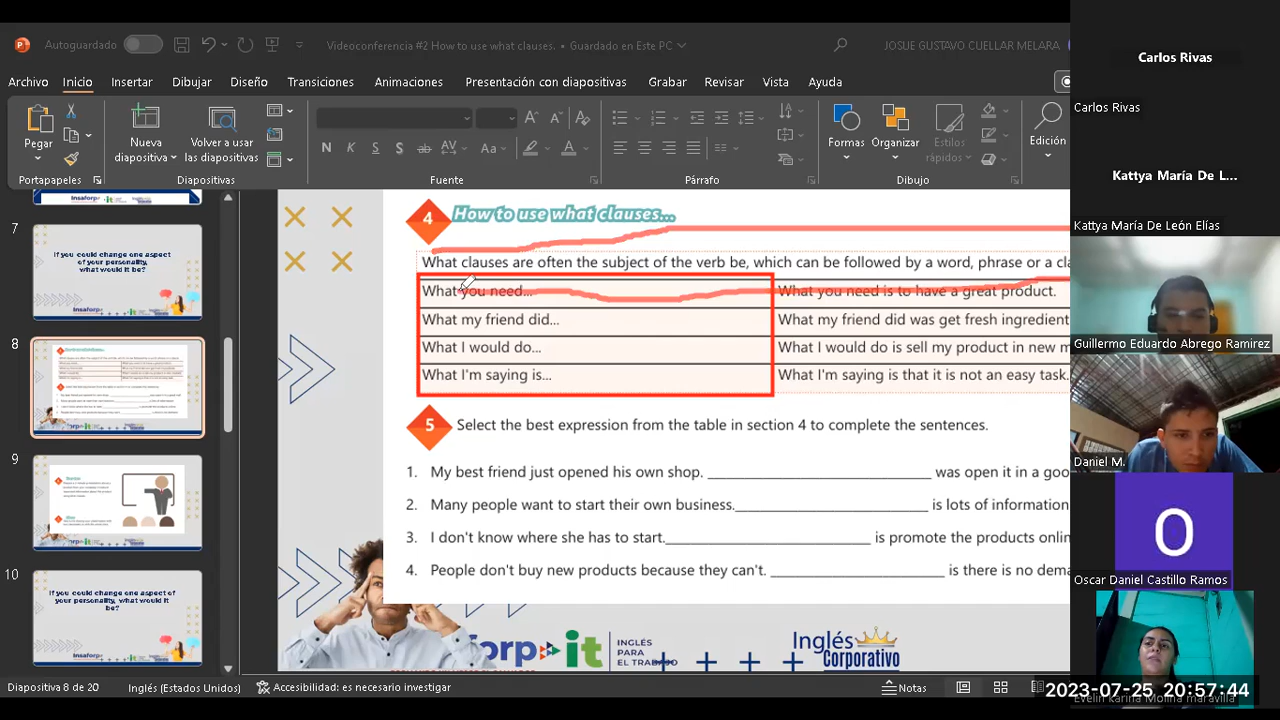 Autoguardado
Videoconferencia #2 How to use what clauses. • Guardado en Este PC
JOSUE GUSTAVO CUELLAR MELARA
Archivo Inicio Insertar Dibujar Diseño Transiciones Animaciones Presentación con diapositivas Grabar Revisar Vista Ayuda
Pegar
Nueva diapositiva
Volver a usar las diapositivas
N K S S ab AV Aa A
Formas
Organizar
Estilos rápidos
Edición
Portapapeles
Diapositivas
Fuente
Párrafo
Dibujo
7
If you could change one aspect
of your personality,
what would it be?
8
9
10
If you could change one aspect of
your personality, what would it
be?
4
How to use what clauses...
What clauses are often the subject of the verb be, which can be followed by a word, phrase or a cla
What you need... What you need is to have a great product.
What my friend did... What my friend did was get fresh ingredient
What I would do... What I would do is sell my product in new m
What I'm saying is... What I'm saying is that it is not an easy task.
5
Select the best expression from the table in section 4 to complete the sentences.
1. My best friend just opened his own shop. ____________________ was open it in a goo
2. Many people want to start their own business.____________________ is lots of information
3. I don't know where she has to start.____________________ is promote the products onlin
4. People don't buy new products because they can't. ____________________ is there is no dema
forp it
INGLÉS
PARA
EL TRABAJO
Inglés
Corporativo
Diapositiva 8 de 20
Inglés (Estados Unidos)
Accesibilidad: es necesario investigar
Notas
Carlos Rivas
Carlos Rivas
Kattya María De L...
Kattya María De León Elías
Guillermo Eduardo Abrego Ramirez
Daniel M.
O
Oscar Daniel Castillo Ramos
Evelin Karina Molina maravilla
2023-07-25 20:57:44